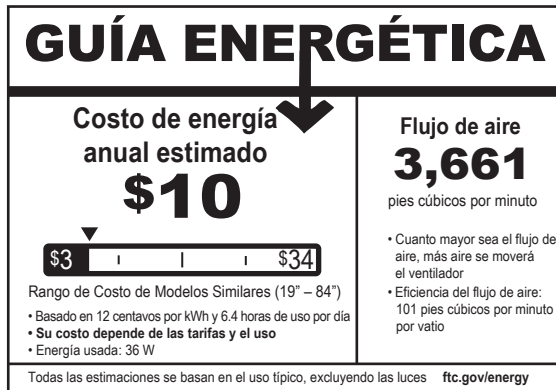 GUÍA ENERGÉTICA
Costo de energía
anual estimado
$10
$3 $34
Rango de Costo de Modelos Similares (19” – 84”)
• Basado en 12 centavos por kWh y 6.4 horas de uso por día
• Su costo depende de las tarifas y el uso
• Energía usada: 36 W
Flujo de aire
3,661
pies cúbicos por minuto
• Cuanto mayor sea el flujo de
aire, más aire se moverá
el ventilador
• Eficiencia del flujo de aire:
101 pies cúbicos por minuto
por vatio
Todas las estimaciones se basan en el uso típico, excluyendo las luces ftc.gov/energy